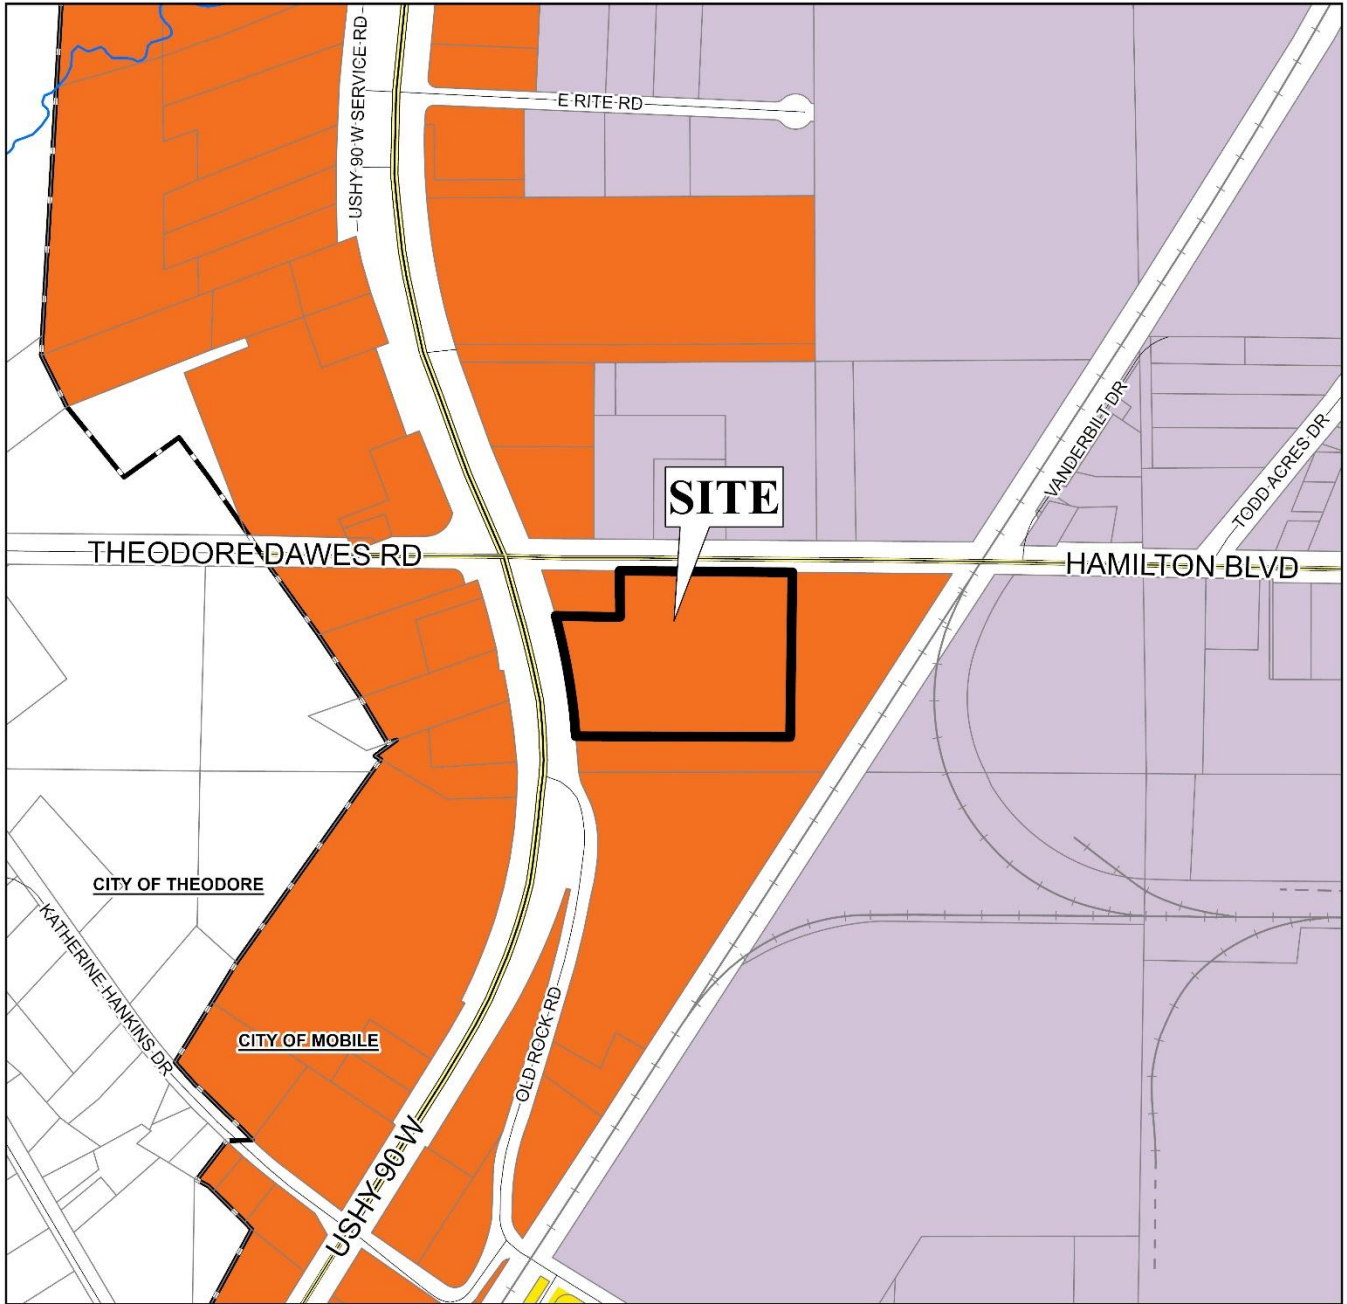 USHY 90 W SERVICE RD
E RITE RD
VANDERBILT DR
TODD ACRES DR
SITE
THEODORE DAWES RD
HAMILTON BLVD
CITY OF THEODORE
KATHERINE HANKINS DR
CITY OF MOBILE
OLD ROCK RD
USHY 90 W